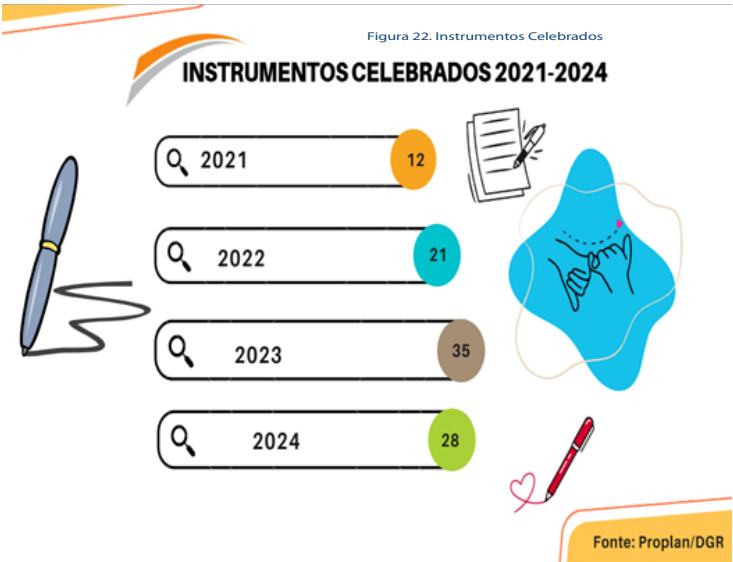 Figura 22. Instrumentos Celebrados
INSTRUMENTOS CELEBRADOS 2021-2024
2021 12
2022 21
2023 35
2024 28
Fonte: Proplan/DGR